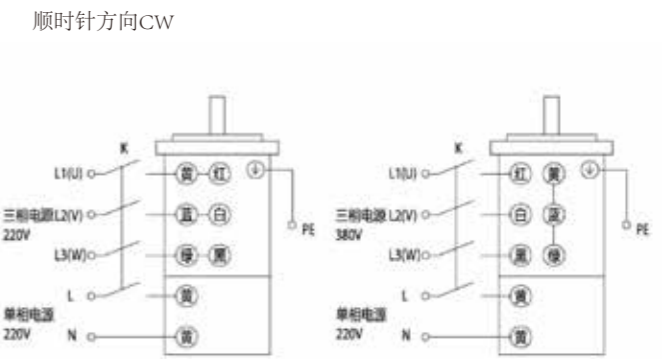 顺时针方向CW
K
L1(U) 黄 红
三相电源L2(V) 蓝 白
220V
PE
L3(W) 绿 黑
L 黄
单相电源
220V N 黄
K
L1(U) 红 黄
三相电源L2(V) 白 蓝
380V
PE
L3(W) 黑 绿
L 黄
单相电源
220V N 黄